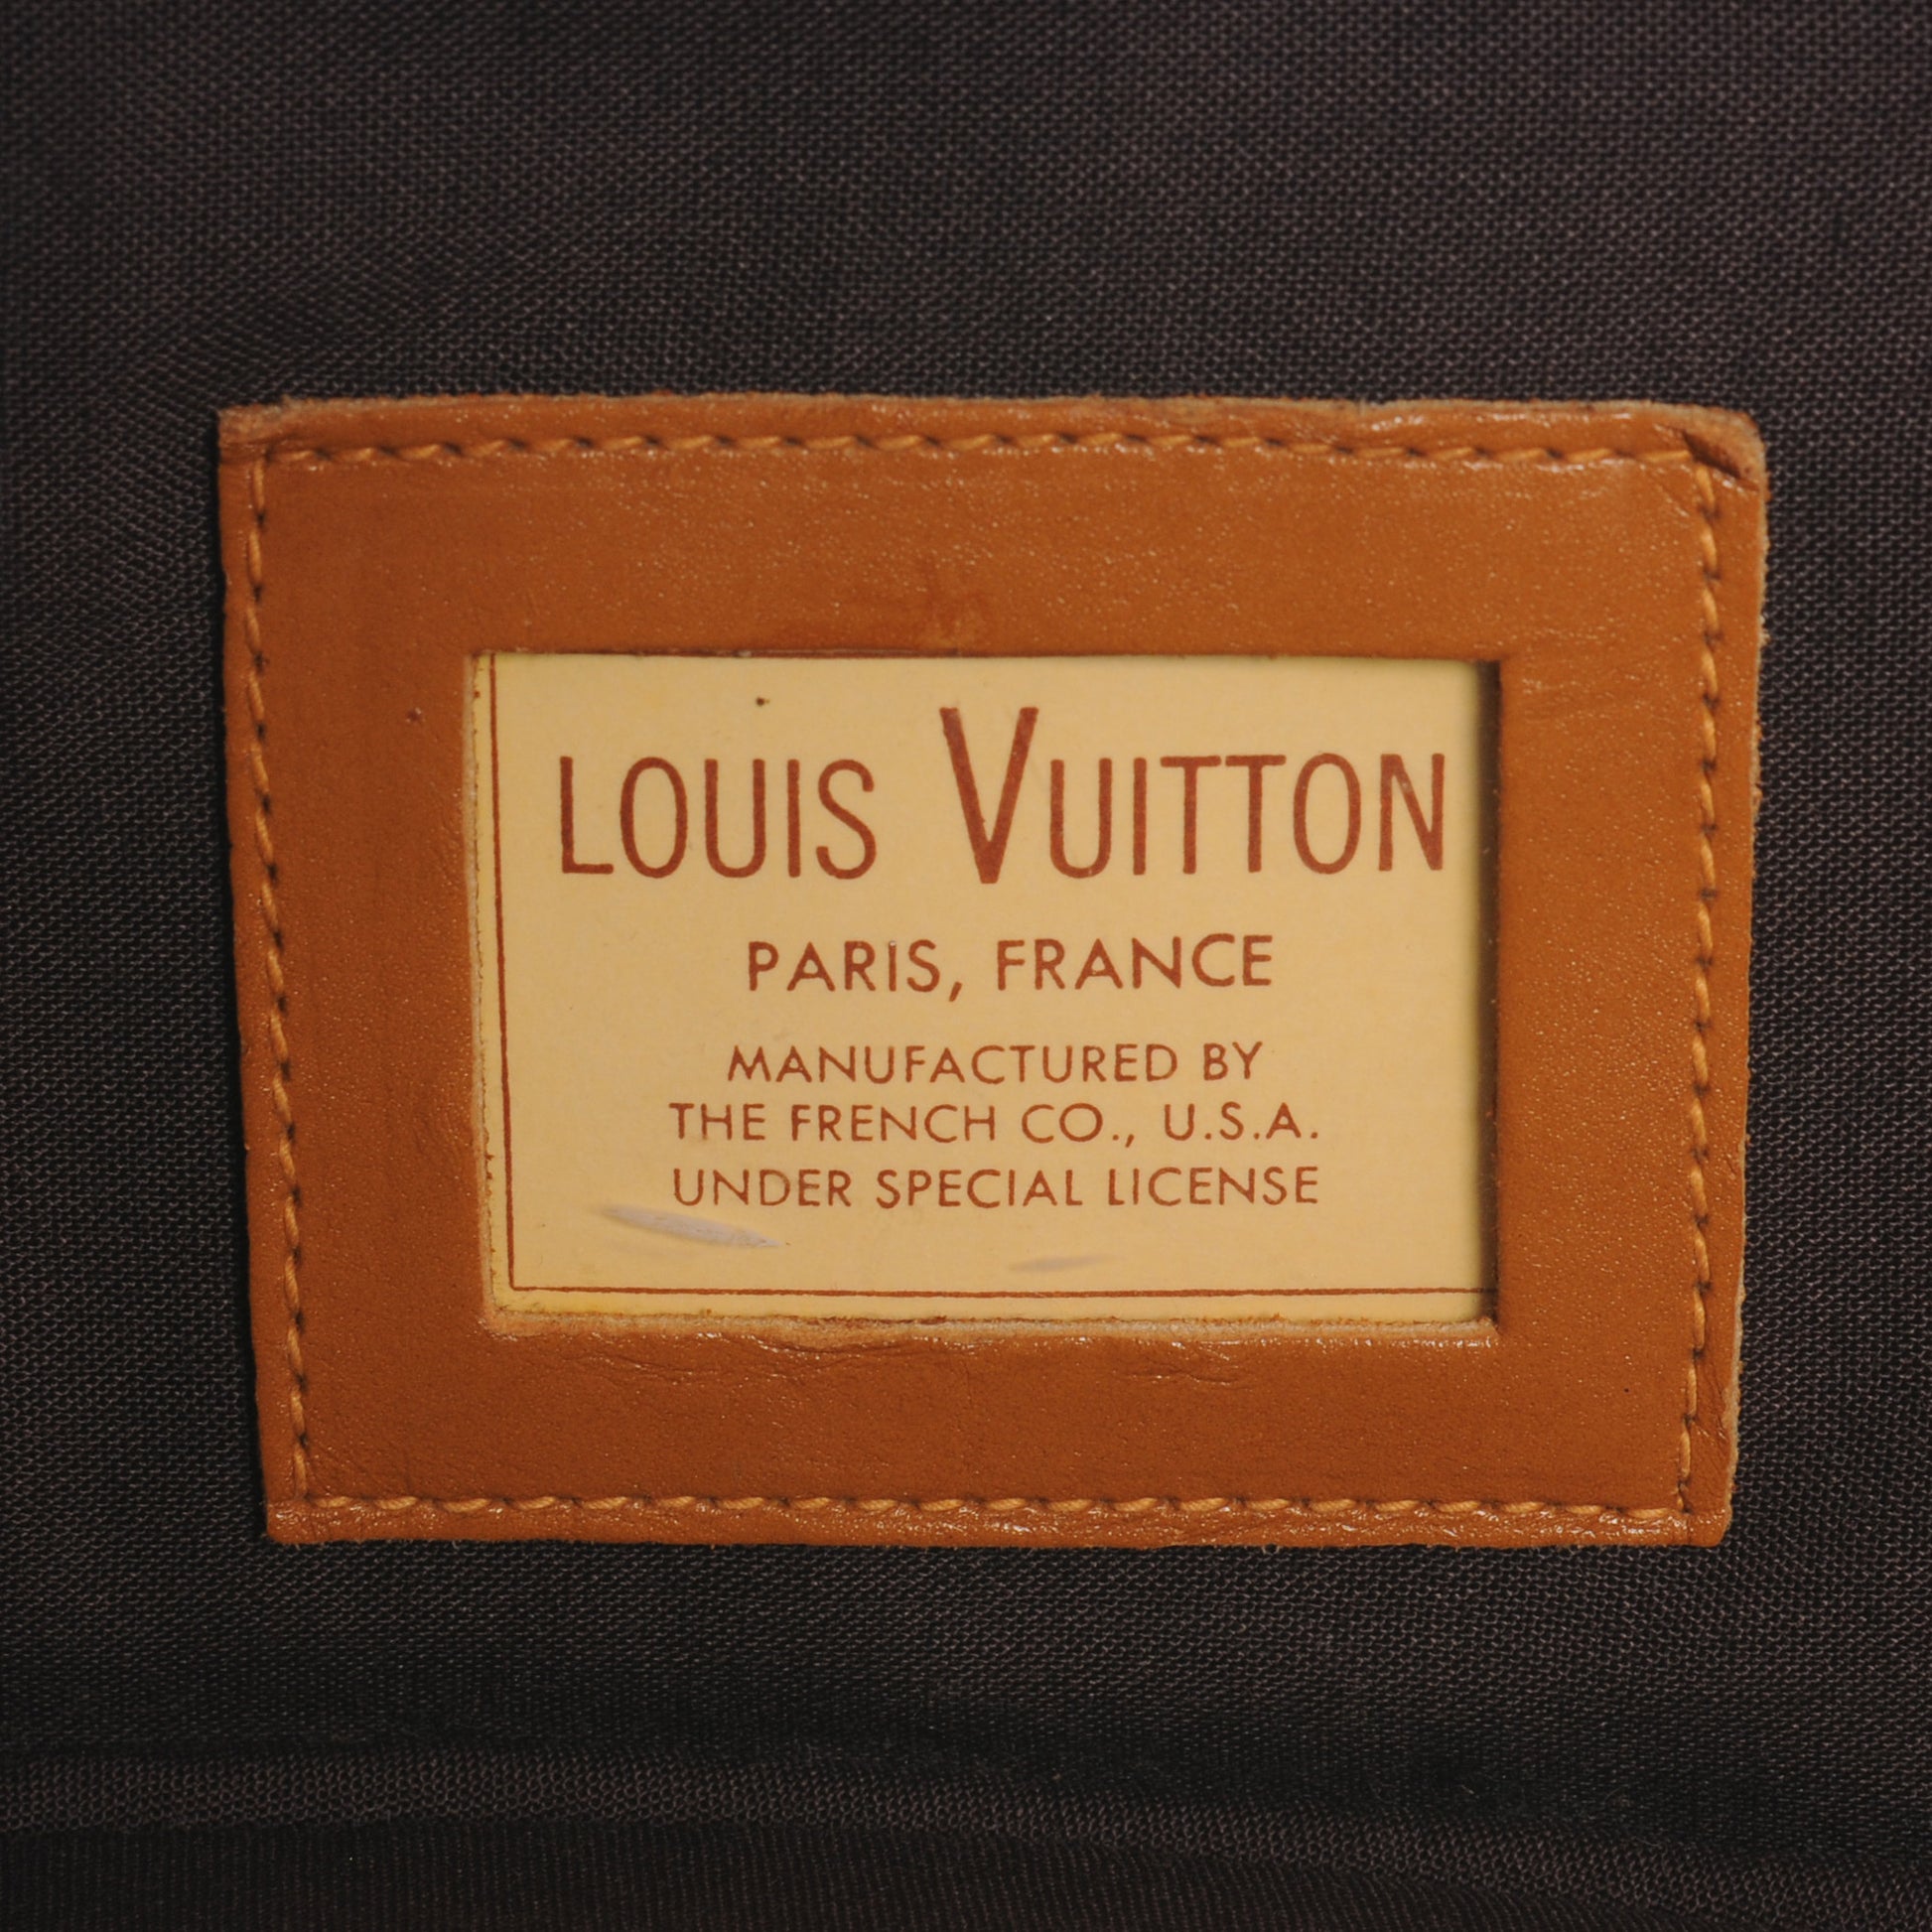 LOUIS VUITTON
PARIS, FRANCE
MANUFACTURED BY
THE FRENCH CO., U.S.A.
UNDER SPECIAL LICENSE